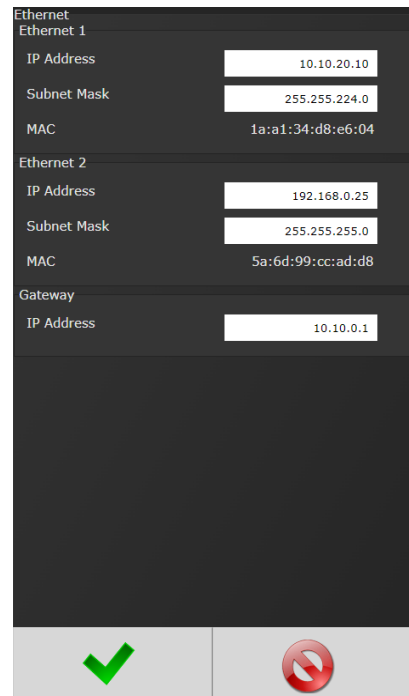 Ethernet
Ethernet 1
IP Address 10.10.20.10
Subnet Mask 255.255.224.0
MAC 1a:a1:34:d8:e6:04
Ethernet 2
IP Address 192.168.0.25
Subnet Mask 255.255.255.0
MAC 5a:6d:99:cc:ad:d8
Gateway
IP Address 10.10.0.1